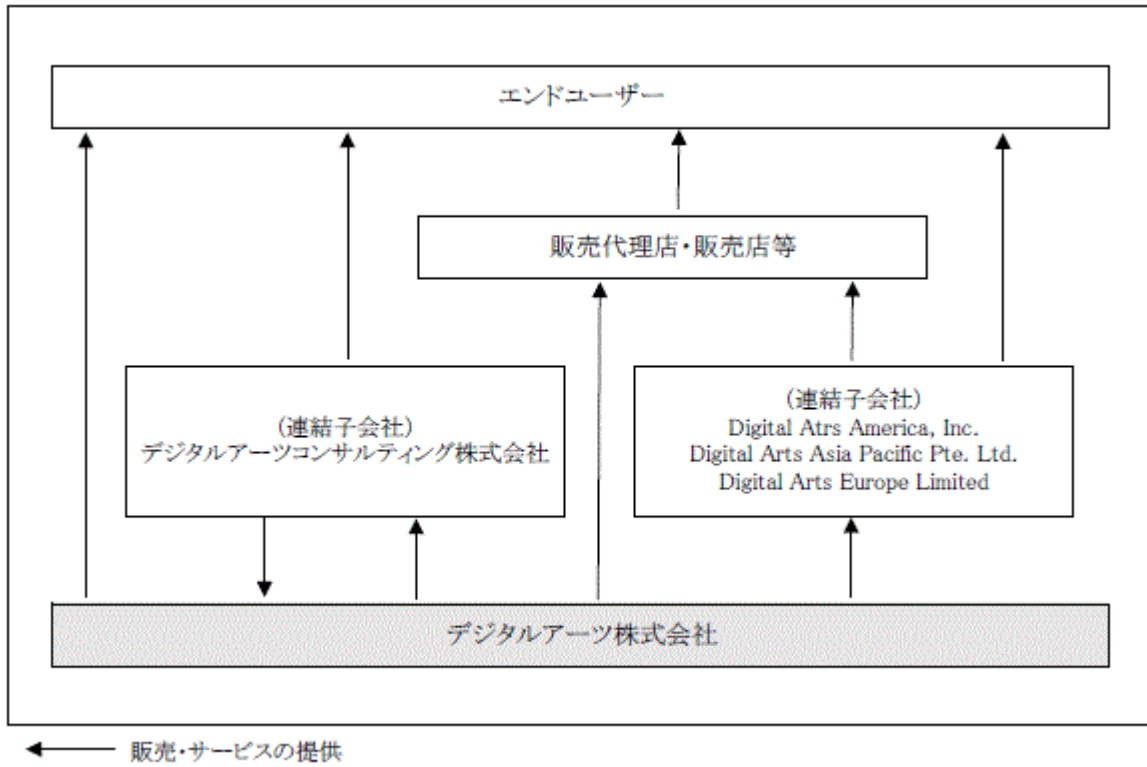 エンドユーザー
販売代理店・販売店等
(連結子会社)
デジタルアーツコンサルティング株式会社
(連結子会社)
Digital Atrs America, Inc.
Digital Arts Asia Pacific Pte. Ltd.
Digital Arts Europe Limited
デジタルアーツ株式会社
販売・サービスの提供